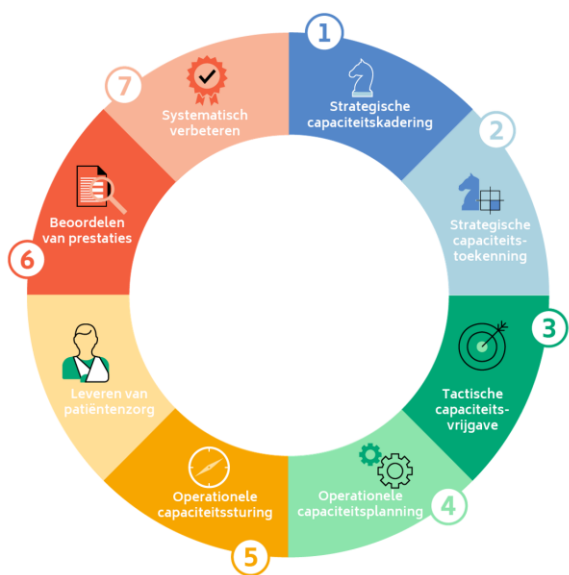 1
Strategische
capaciteitskadering
2
Strategische
capaciteits-
toekenning
3
Tactische
capaciteits-
vrijgave
4
Operationele
capaciteitsplanning
5
Operationele
capaciteitssturing
Leveren van
patiëntenzorg
6
Beoordelen
van prestaties
7
Systematisch
verbeteren